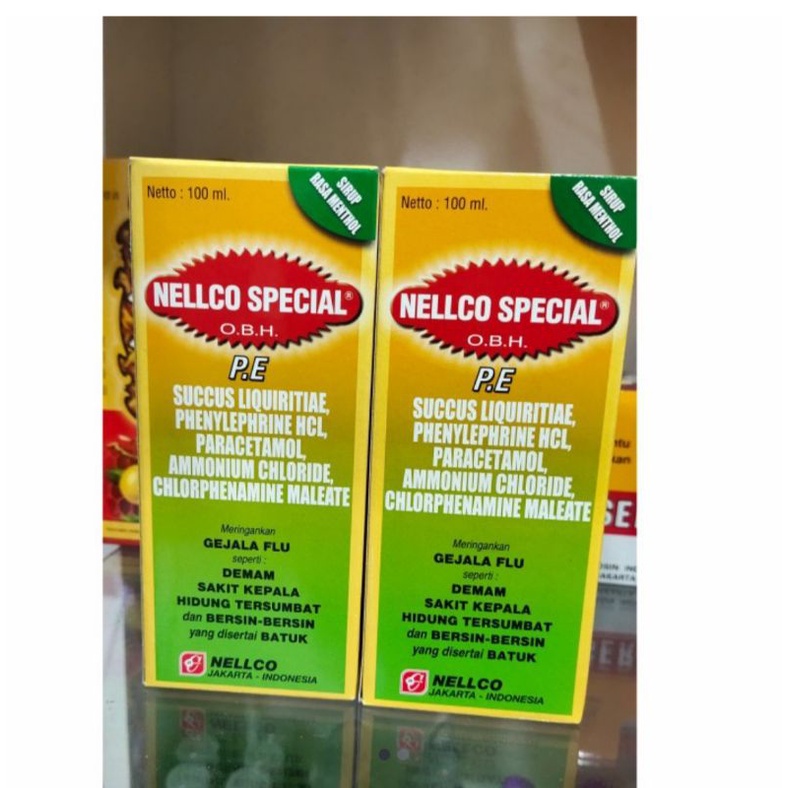 Netto : 100 ml.
SIRUP
RASA MENTHOL
NELLCO SPECIAL®
O.B.H.
P.E
SUCCUS LIQUIRITIAE,
PHENYLEPHRINE HCL,
PARACETAMOL,
AMMONIUM CHLORIDE,
CHLORPHENAMINE MALEATE
Meringankan
GEJALA FLU
seperti :
DEMAM
SAKIT KEPALA
HIDUNG TERSUMBAT
dan BERSIN-BERSIN
yang disertai BATUK
NELLCO
JAKARTA - INDONESIA
Netto : 100 ml.
SIRUP
RASA MENTHOL
NELLCO SPECIAL®
O.B.H.
P.E
SUCCUS LIQUIRITIAE,
PHENYLEPHRINE HCL,
PARACETAMOL,
AMMONIUM CHLORIDE,
CHLORPHENAMINE MALEATE
Meringankan
GEJALA FLU
seperti :
DEMAM
SAKIT KEPALA
HIDUNG TERSUMBAT
dan BERSIN-BERSIN
yang disertai BATUK
NELLCO
JAKARTA - INDONESIA